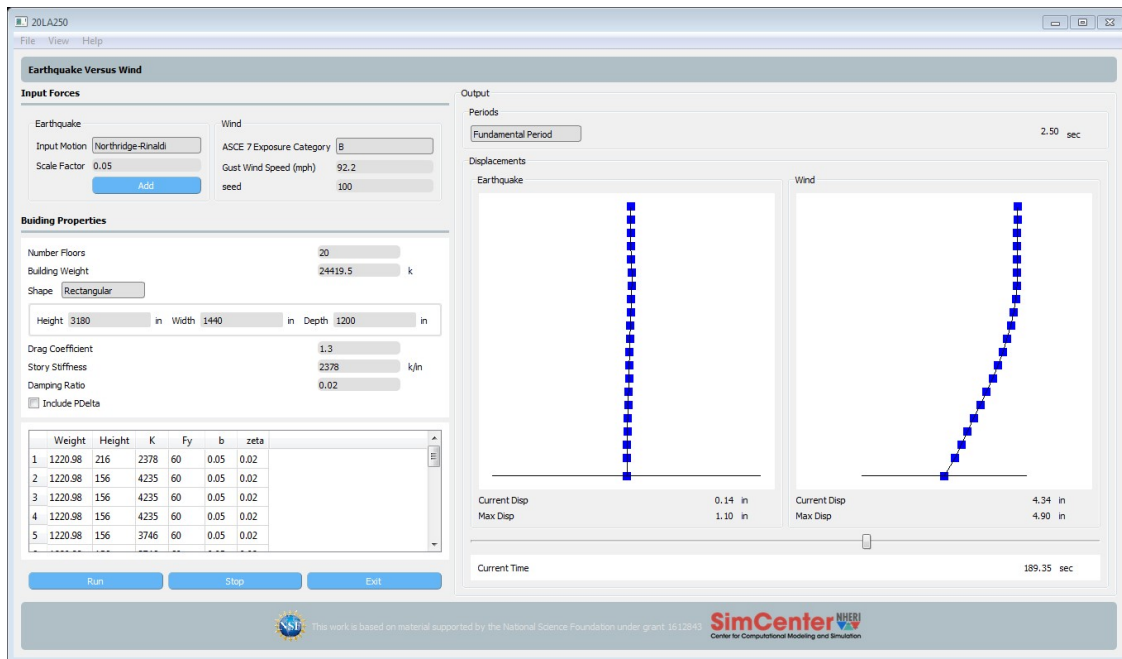 20LA250
File View Help
Earthquake Versus Wind
Input Forces
Earthquake
Input Motion Northridge-Rinaldi
Scale Factor 0.05
Add
Wind
ASCE 7 Exposure Category B
Gust Wind Speed (mph) 92.2
seed 100
Buiding Properties
Number Floors 20
Building Weight 24419.5 k
Shape Rectangular
Height 3180 in Width 1440 in Depth 1200 in
Drag Coefficient 1.3
Story Stiffness 2378 k/in
Damping Ratio 0.02
Include PDelta
Weight Height K Fy b zeta
1 1220.98 216 2378 60 0.05 0.02
2 1220.98 156 4235 60 0.05 0.02
3 1220.98 156 4235 60 0.05 0.02
4 1220.98 156 4235 60 0.05 0.02
5 1220.98 156 3746 60 0.05 0.02
Run Stop Exit
Output
Periods
Fundamental Period 2.50 sec
Displacements
Earthquake
Current Disp 0.14 in
Max Disp 1.10 in
Wind
Current Disp 4.34 in
Max Disp 4.90 in
Current Time 189.35 sec
NSF
This work is based on material supported by the National Science Foundation under grant 1612843
SimCenter NHERI
Center for Computational Modeling and Simulation